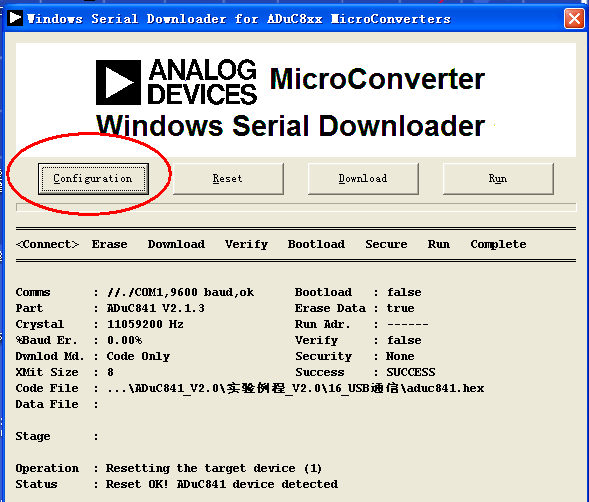 Windows Serial Downloader for ADuC8xx MicroConverters
ANALOG DEVICES MicroConverter
Windows Serial Downloader
Configuration Reset Download Run
<Connect> Erase Download Verify Bootload Secure Run Complete
Comms : //./COM1,9600 baud,ok Bootload : false
Part : ADuC841 V2.1.3 Erase Data : true
Crystal : 11059200 Hz Run Adr. : ------
%Baud Er. : 0.00% Verify : false
Dwnlod Md. : Code Only Security : None
XMit Size : 8 Success : SUCCESS
Code File : ...\ADuC841_V2.0\实验例程_V2.0\16_USB通信\aduc841.hex
Data File :
Stage :
Operation : Resetting the target device (1)
Status : Reset OK! ADuC841 device detected